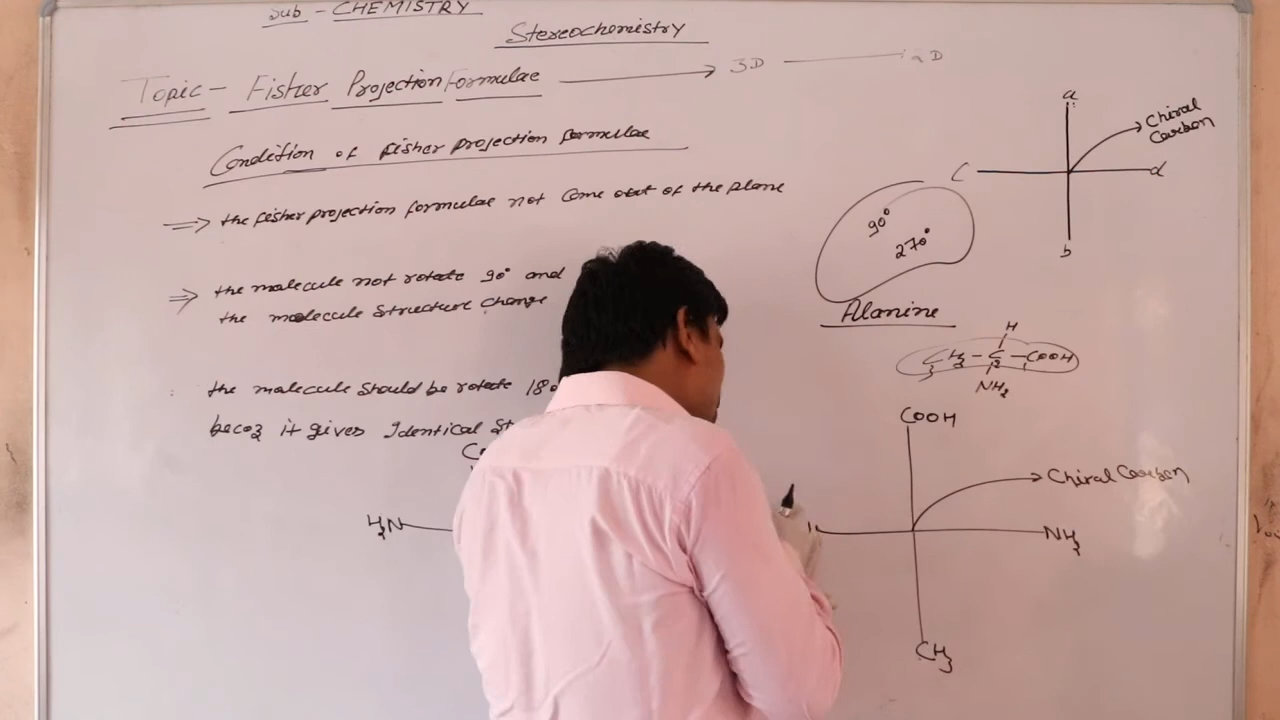 Sub - CHEMISTRY
Stereochemistry
Topic - Fisher Projection Formulae → 3D — 2D
Condition of fisher projection formulae
⇒ the fisher projection formulae not come out of the plane
⇒ the molecule not rotate 90° and
the molecule structure change
the molecule should be rotate 180
becoz it gives Identical St
H₃N
a
Chiral
Carbon
C
d
b
90°
270°
Alanine
H
CH₃ - C - COOH
NH₂
COOH
Chiral Carbon
NH₃
CH₃